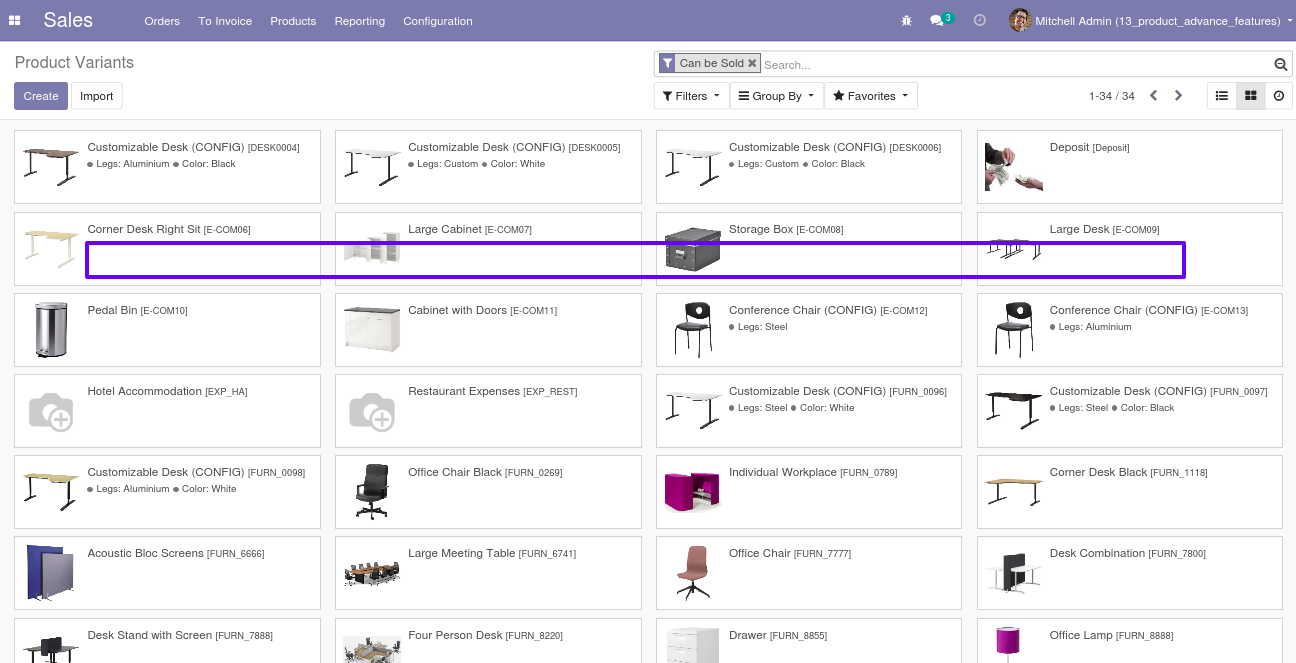 Sales Orders To Invoice Products Reporting Configuration 3 Mitchell Admin (13_product_advance_features)
Product Variants
Can be Sold Search...
Create Import Filters Group By Favorites 1-34 / 34
Customizable Desk (CONFIG) [DESK0004]
Legs: Aluminium Color: Black
Customizable Desk (CONFIG) [DESK0005]
Legs: Custom Color: White
Customizable Desk (CONFIG) [DESK0006]
Legs: Custom Color: Black
Deposit [Deposit]
Corner Desk Right Sit [E-COM06]
Large Cabinet [E-COM07]
Storage Box [E-COM08]
Large Desk [E-COM09]
Pedal Bin [E-COM10]
Cabinet with Doors [E-COM11]
Conference Chair (CONFIG) [E-COM12]
Legs: Steel
Conference Chair (CONFIG) [E-COM13]
Legs: Aluminium
Hotel Accommodation [EXP_HA]
Restaurant Expenses [EXP_REST]
Customizable Desk (CONFIG) [FURN_0096]
Legs: Steel Color: White
Customizable Desk (CONFIG) [FURN_0097]
Legs: Steel Color: Black
Customizable Desk (CONFIG) [FURN_0098]
Legs: Aluminium Color: White
Office Chair Black [FURN_0269]
Individual Workplace [FURN_0789]
Corner Desk Black [FURN_1118]
Acoustic Bloc Screens [FURN_6666]
Large Meeting Table [FURN_6741]
Office Chair [FURN_7777]
Desk Combination [FURN_7800]
Desk Stand with Screen [FURN_7888]
Four Person Desk [FURN_8220]
Drawer [FURN_8855]
Office Lamp [FURN_8888]